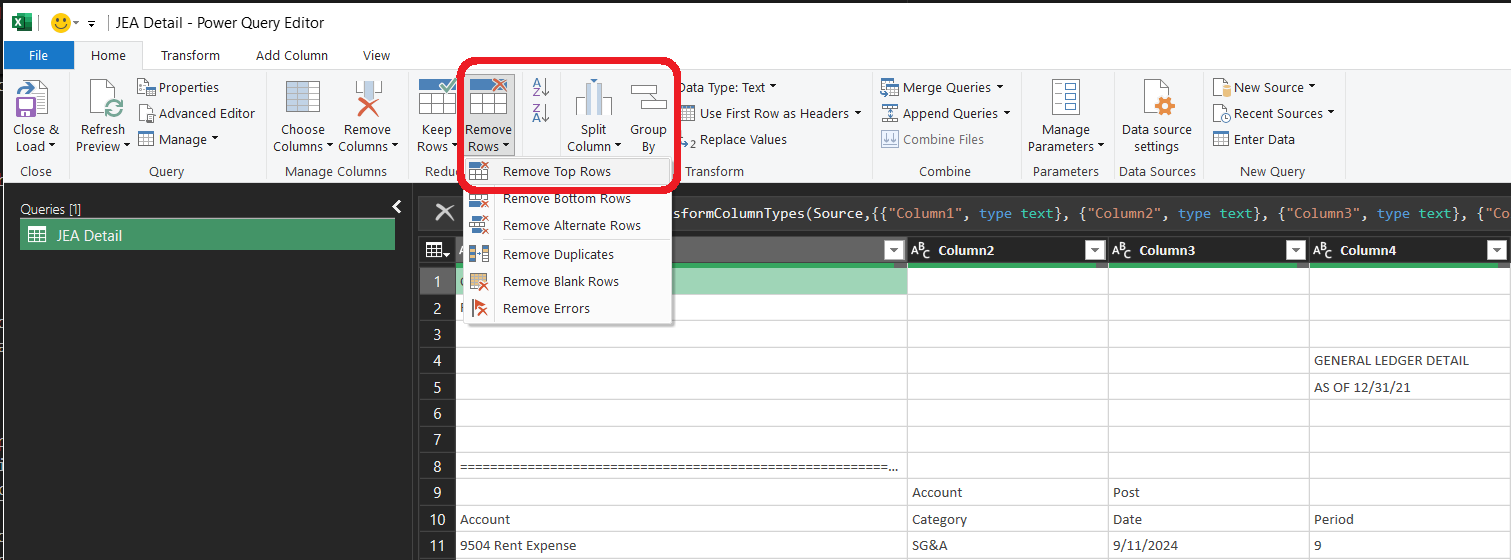 JEA Detail - Power Query Editor
File Home Transform Add Column View
Close & Load
Refresh Preview
Properties
Advanced Editor
Manage
Choose Columns
Remove Columns
Keep Rows
Remove Rows
A Z
Z A
Split Column
Group By
Data Type: Text
Use First Row as Headers
1 2 Replace Values
Merge Queries
Append Queries
Combine Files
Manage Parameters
Data source settings
New Source
Recent Sources
Enter Data
Close Query Manage Columns Transform Combine Parameters Data Sources New Query
Remove Top Rows
Remove Bottom Rows
Remove Alternate Rows
Remove Duplicates
Remove Blank Rows
Remove Errors
Queries [1]
JEA Detail
sformColumnTypes(Source,{{"Column1", type text}, {"Column2", type text}, {"Column3", type text}, {"Co
ABC Column2 ABC Column3 ABC Column4
1
2
3
4 GENERAL LEDGER DETAIL
5 AS OF 12/31/21
6
7
8 =========================================================...
9 Account Post
10 Account Category Date Period
11 9504 Rent Expense SG&A 9/11/2024 9